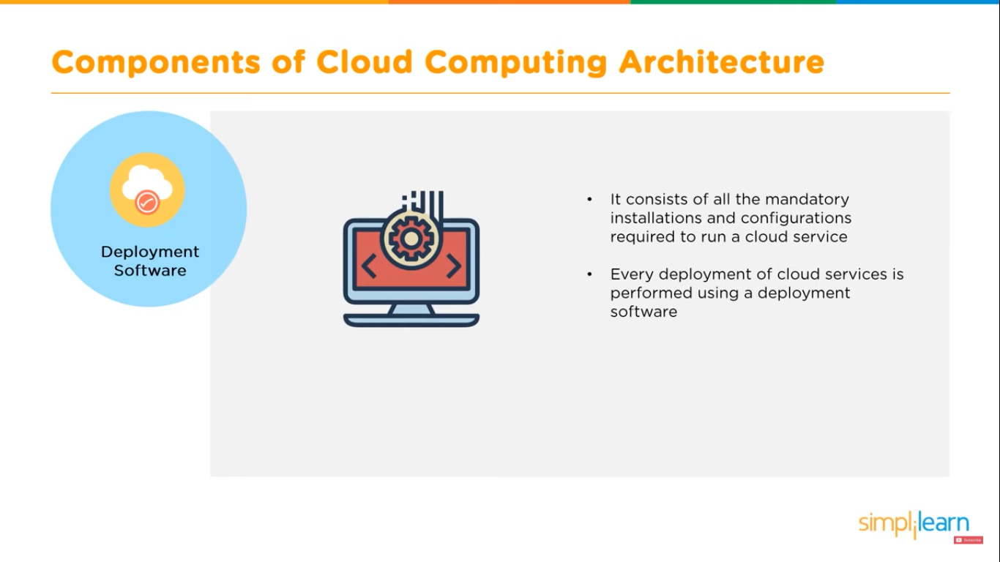 Components of Cloud Computing Architecture
Deployment
Software
• It consists of all the mandatory
installations and configurations
required to run a cloud service
• Every deployment of cloud services is
performed using a deployment
software
simplilearn
Subscribe